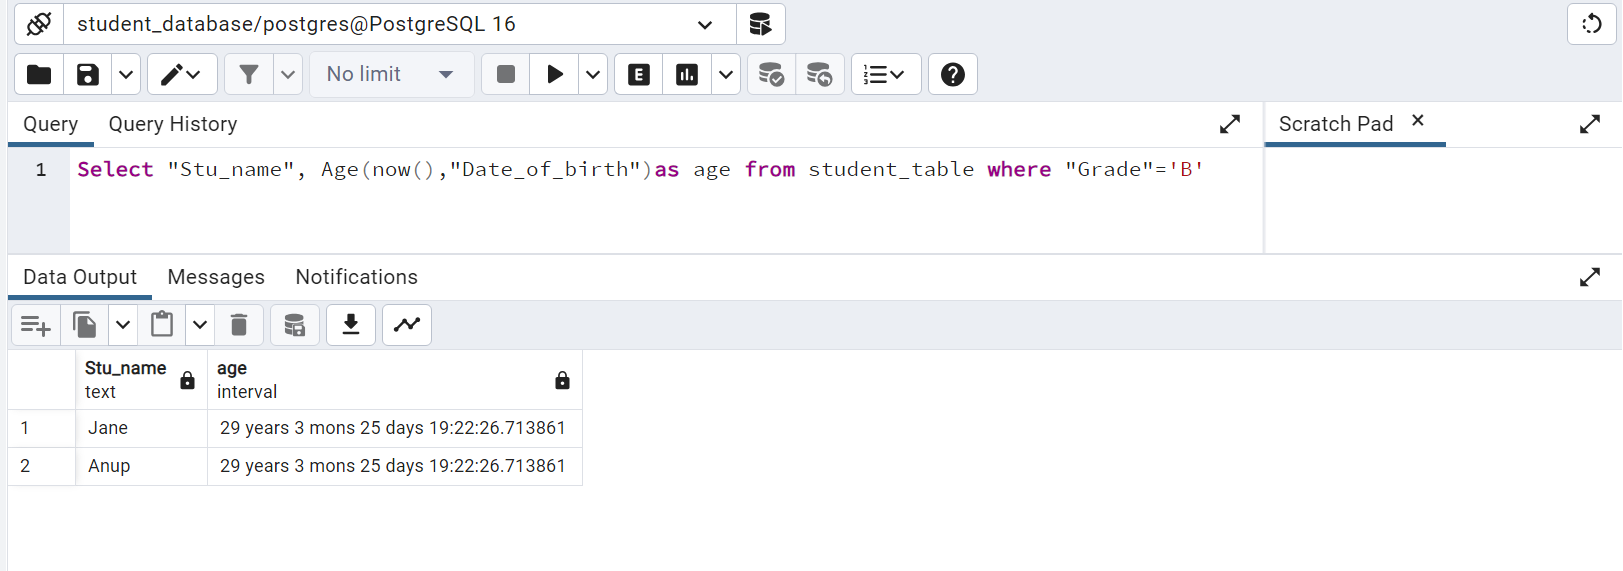 student_database/postgres@PostgreSQL 16
No limit
E
Query Query History
Scratch Pad
1 Select "Stu_name", Age(now(),"Date_of_birth")as age from student_table where "Grade"='B'
Data Output Messages Notifications
Stu_name age
text interval
1 Jane 29 years 3 mons 25 days 19:22:26.713861
2 Anup 29 years 3 mons 25 days 19:22:26.713861